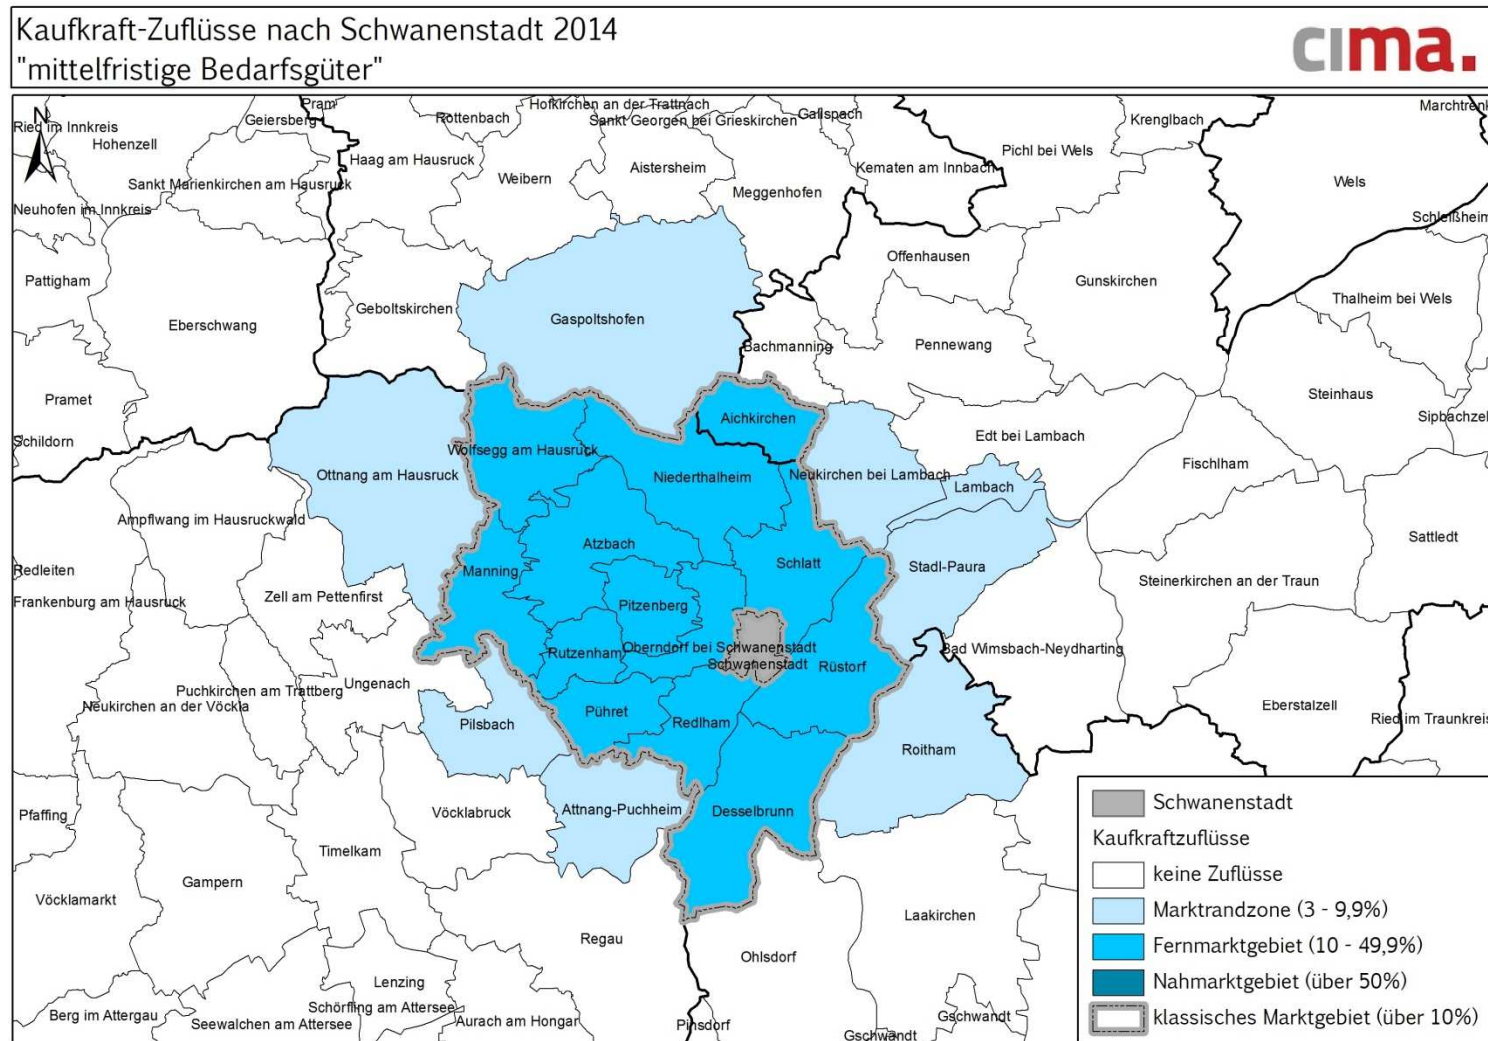 Kaufkraft-Zuflüsse nach Schwanenstadt 2014
"mittelfristige Bedarfsgüter"
cima.
N
Pram
Hofkirchen an der Trattnach
Marchtrenk
Geiersberg
Rottenbach
Sankt Georgen bei Grieskirchen
Gallspach
Krenglbach
Ried im Innkreis
Hohenzell
Haag am Hausruck
Pichl bei Wels
Aistersheim
Kematen am Innbach
Weibern
Wels
Sankt Marienkirchen am Hausruck
Meggenhofen
Neuhofen im Innkreis
Schleißheim
Offenhausen
Pattigham
Gunskirchen
Thalheim bei Wels
Geboltskirchen
Gaspoltshofen
Eberschwang
Bachmanning
Pennewang
Pramet
Steinhaus
Aichkirchen
Sipbachzel
Schildorn
Edt bei Lambach
Wolfsegg am Hausruck
Fischlham
Ottnang am Hausruck
Niederthalheim
Neukirchen bei Lambach
Lambach
Ampflwang im Hausruckwald
Sattledt
Atzbach
Schlatt
Stadl-Paura
Redleiten
Manning
Steinerkirchen an der Traun
Zell am Pettenfirst
Frankenburg am Hausruck
Pitzenberg
Oberndorf bei Schwanenstadt
Bad Wimsbach-Neydharting
Rutzenham
Schwanenstadt
Rüstorf
Ungenach
Puchkirchen am Trattberg
Neukirchen an der Vöckla
Eberstalzell
Pühret
Redlham
Ried im Traunkreis
Pilsbach
Roitham
Pfaffing
Vöcklabruck
Attnang-Puchheim
Desselbrunn
Timelkam
Gampern
Vöcklamarkt
Laakirchen
Regau
Ohlsdorf
Lenzing
Schörfling am Attersee
Berg im Attergau
Seewalchen am Attersee
Aurach am Hongar
Pinsdorf
Gschwandt
Gschwandt
Schwanenstadt
Kaufkraftzuflüsse
keine Zuflüsse
Marktrandzone (3 - 9,9%)
Fernmarktgebiet (10 - 49,9%)
Nahmarktgebiet (über 50%)
klassisches Marktgebiet (über 10%)